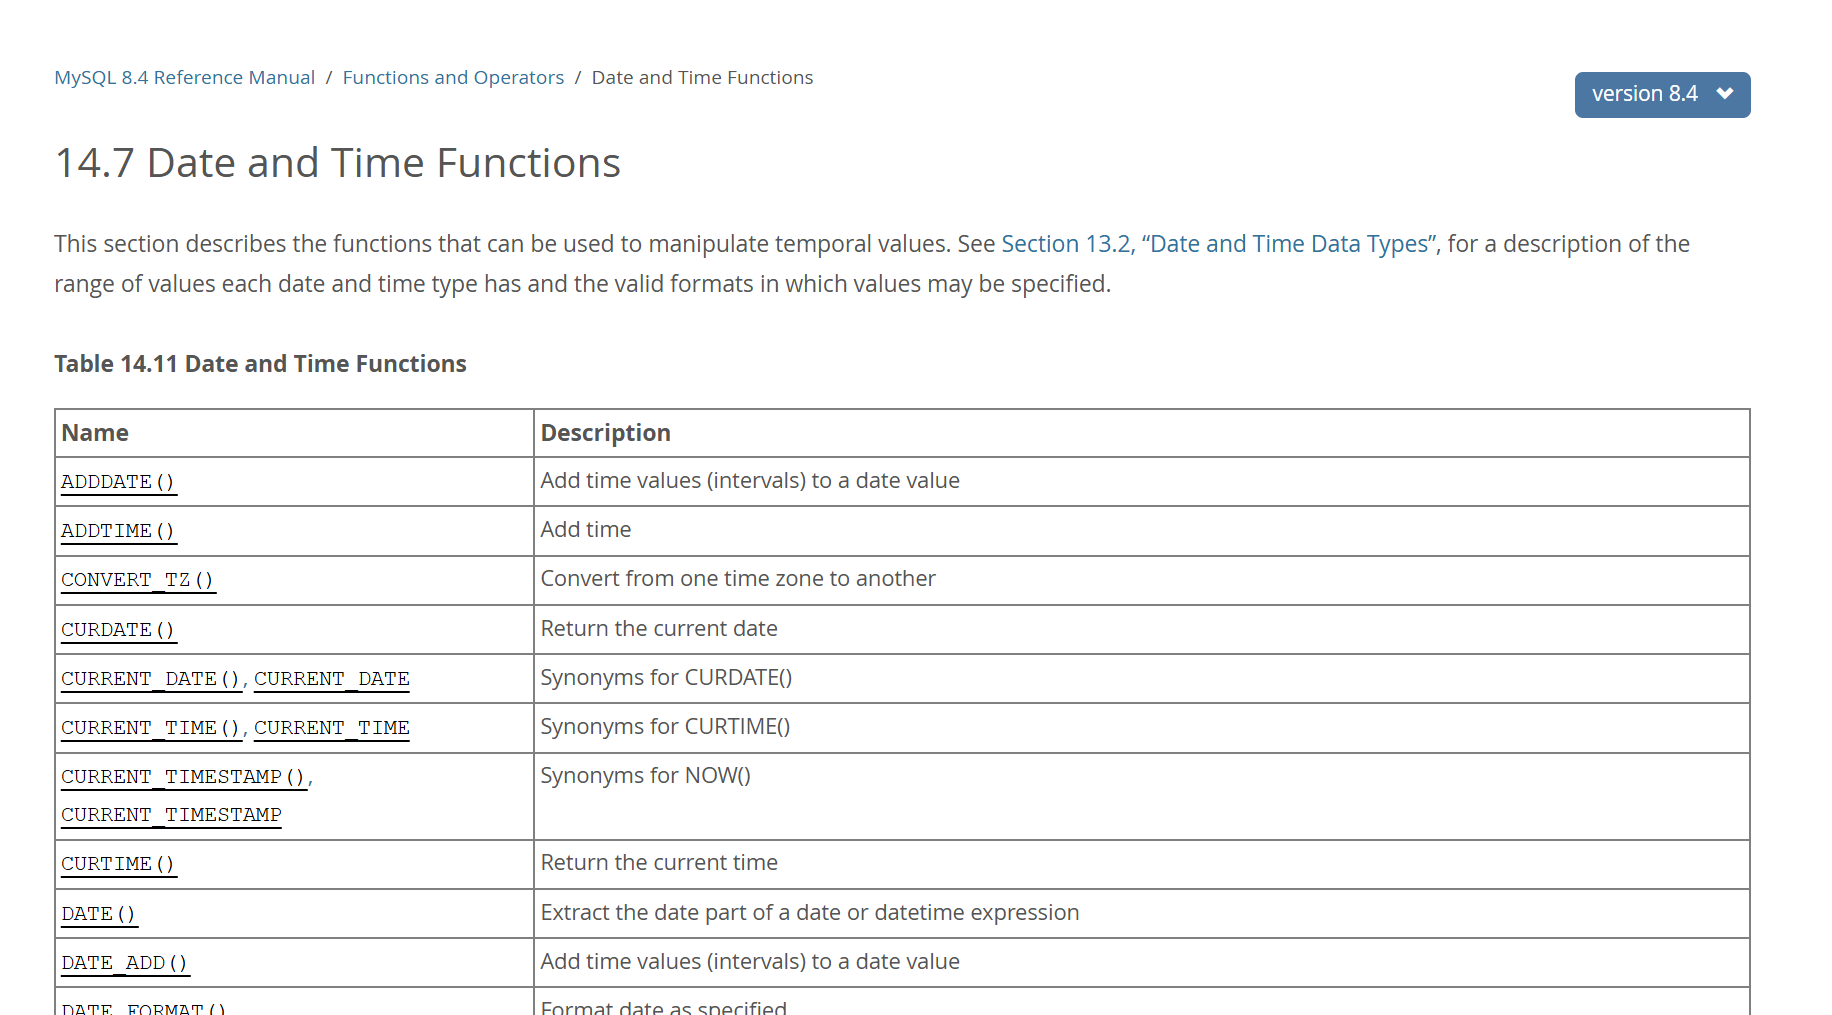 MySQL 8.4 Reference Manual / Functions and Operators / Date and Time Functions
version 8.4
14.7 Date and Time Functions
This section describes the functions that can be used to manipulate temporal values. See Section 13.2, “Date and Time Data Types”, for a description of the
range of values each date and time type has and the valid formats in which values may be specified.
Table 14.11 Date and Time Functions
Name Description
ADDDATE() Add time values (intervals) to a date value
ADDTIME() Add time
CONVERT_TZ() Convert from one time zone to another
CURDATE() Return the current date
CURRENT_DATE(), CURRENT_DATE Synonyms for CURDATE()
CURRENT_TIME(), CURRENT_TIME Synonyms for CURTIME()
CURRENT_TIMESTAMP(), Synonyms for NOW()
CURRENT_TIMESTAMP
CURTIME() Return the current time
DATE() Extract the date part of a date or datetime expression
DATE_ADD() Add time values (intervals) to a date value
DATE_FORMAT() Format date as specified